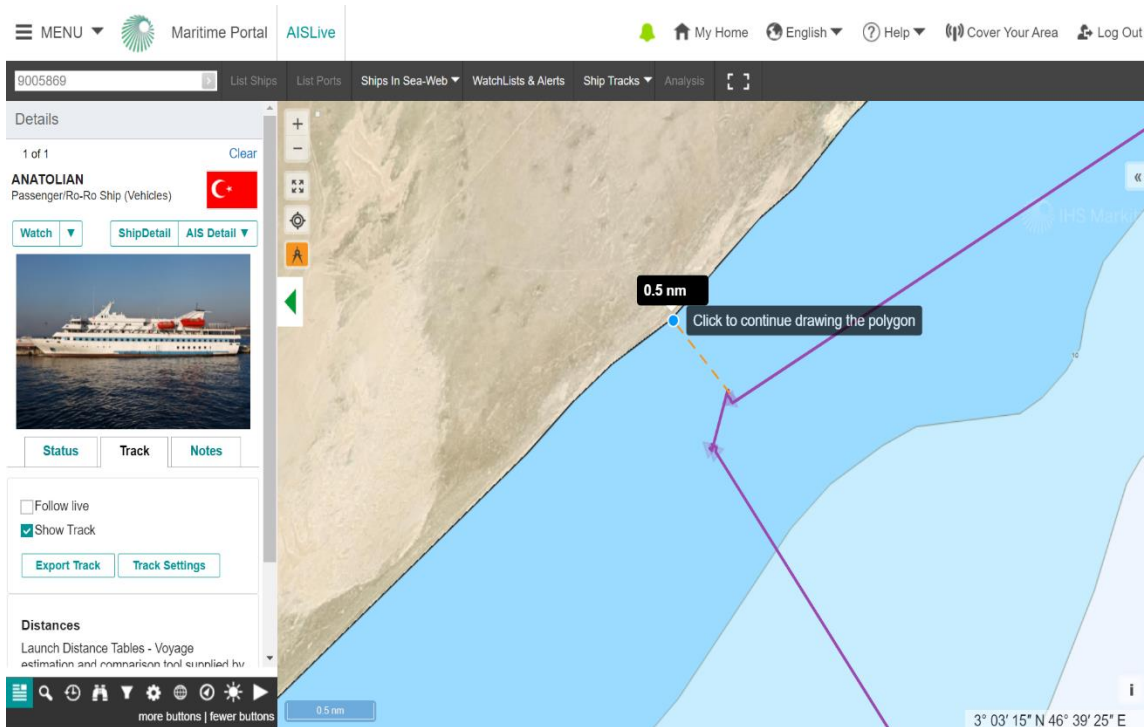 MENU Maritime Portal AISLive My Home English Help Cover Your Area Log Out
9005869 List Ships List Ports Ships In Sea-Web WatchLists & Alerts Ship Tracks Analysis
Details
1 of 1 Clear
ANATOLIAN
Passenger/Ro-Ro Ship (Vehicles)
Watch ShipDetail AIS Detail
IHS Marki
0.5 nm
Click to continue drawing the polygon
10
Status Track Notes
Follow live
Show Track
Export Track Track Settings
Distances
Launch Distance Tables - Voyage
estimation and comparison tool supplied by
more buttons | fewer buttons
0.5 nm
3° 03' 15" N 46° 39' 25" E